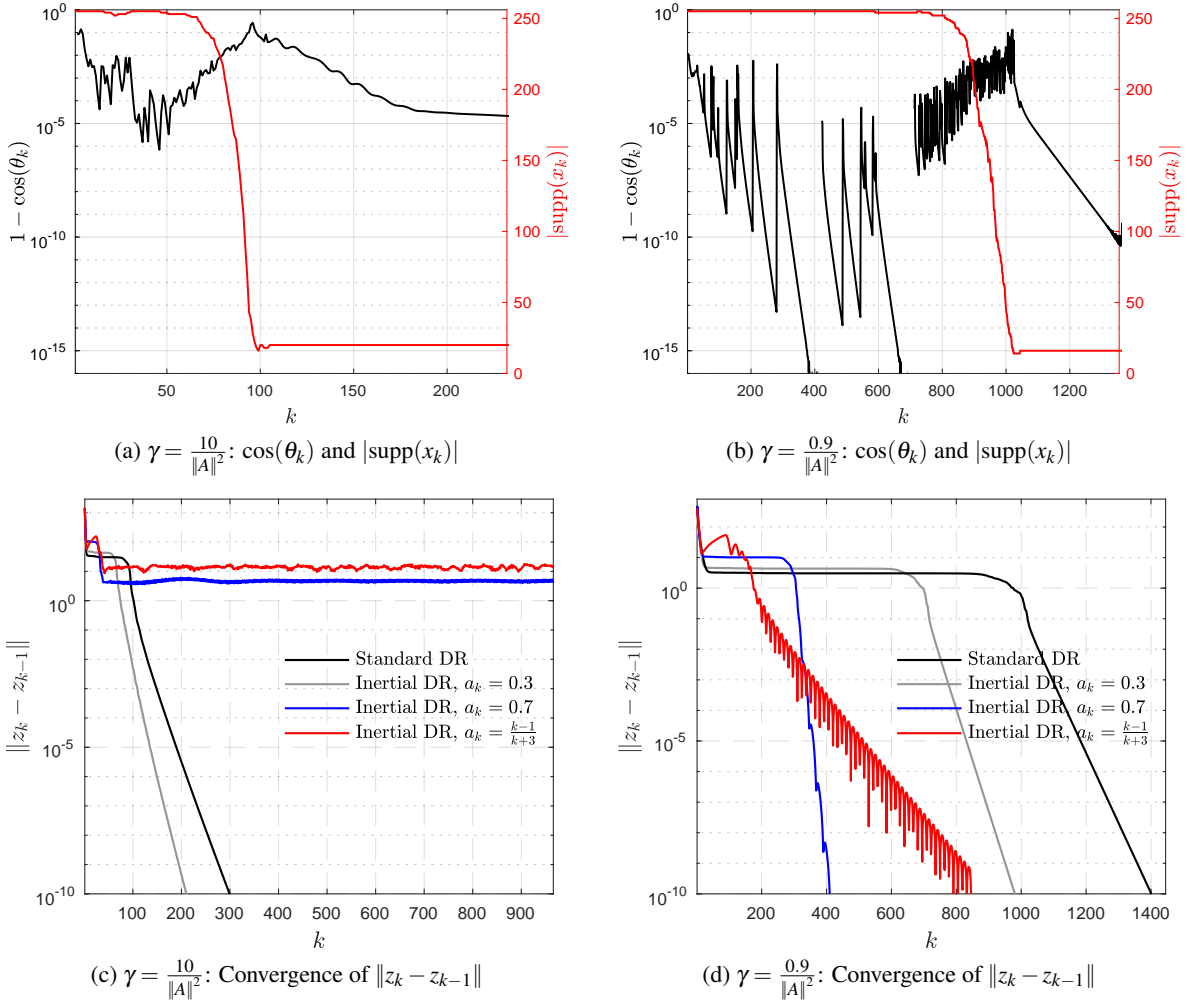 10^0
10^-5
10^-10
10^-15
1 − cos(θ_k)
50
100
150
200
k
250
200
150
100
50
0
|supp(x_k)|
(a) γ = 10/‖A‖²: cos(θ_k) and |supp(x_k)|
10^0
10^-5
10^-10
10^-15
1 − cos(θ_k)
200
400
600
800
1000
1200
k
250
200
150
100
50
0
|supp(x_k)|
(b) γ = 0.9/‖A‖²: cos(θ_k) and |supp(x_k)|
10^0
10^-5
10^-10
‖z_k − z_{k−1}‖
Standard DR
Inertial DR, a_k = 0.3
Inertial DR, a_k = 0.7
Inertial DR, a_k = (k−1)/(k+3)
100
200
300
400
500
600
700
800
900
k
(c) γ = 10/‖A‖²: Convergence of ‖z_k − z_{k−1}‖
10^0
10^-5
10^-10
‖z_k − z_{k−1}‖
Standard DR
Inertial DR, a_k = 0.3
Inertial DR, a_k = 0.7
Inertial DR, a_k = (k−1)/(k+3)
200
400
600
800
1000
1200
1400
k
(d) γ = 0.9/‖A‖²: Convergence of ‖z_k − z_{k−1}‖